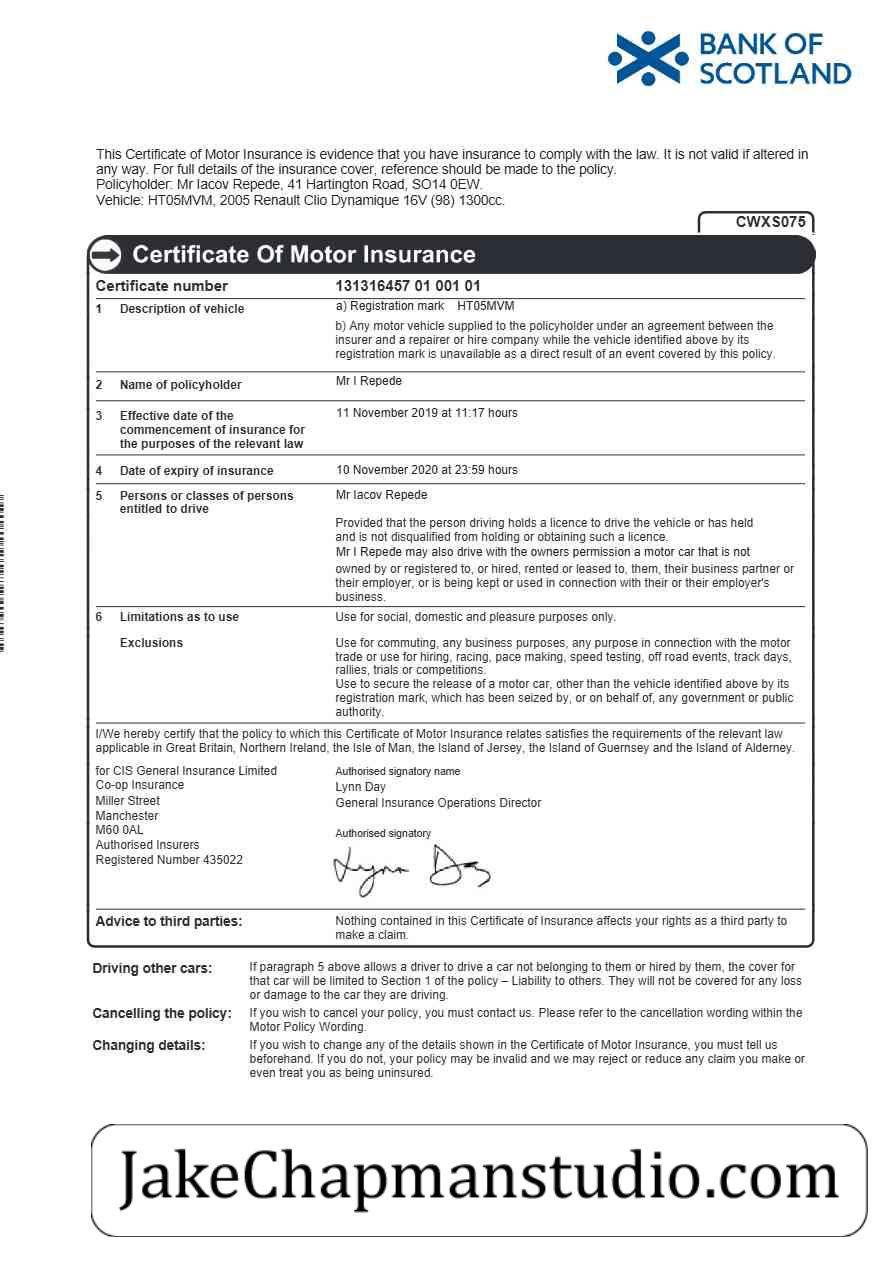 BANK OF
SCOTLAND
This Certificate of Motor Insurance is evidence that you have insurance to comply with the law. It is not valid if altered in
any way. For full details of the insurance cover, reference should be made to the policy.
Policyholder: Mr Iacov Repede, 41 Hartington Road, SO14 0EW.
Vehicle: HT05MVM, 2005 Renault Clio Dynamique 16V (98) 1300cc.
CWXS075
Certificate Of Motor Insurance
Certificate number 131316457 01 001 01
1 Description of vehicle a) Registration mark HT05MVM
b) Any motor vehicle supplied to the policyholder under an agreement between the
insurer and a repairer or hire company while the vehicle identified above by its
registration mark is unavailable as a direct result of an event covered by this policy.
2 Name of policyholder Mr I Repede
3 Effective date of the 11 November 2019 at 11:17 hours
commencement of insurance for
the purposes of the relevant law
4 Date of expiry of insurance 10 November 2020 at 23:59 hours
5 Persons or classes of persons Mr Iacov Repede
entitled to drive
Provided that the person driving holds a licence to drive the vehicle or has held
and is not disqualified from holding or obtaining such a licence.
Mr I Repede may also drive with the owners permission a motor car that is not
owned by or registered to, or hired, rented or leased to, them, their business partner or
their employer, or is being kept or used in connection with their or their employer's
business.
6 Limitations as to use Use for social, domestic and pleasure purposes only.
Exclusions Use for commuting, any business purposes, any purpose in connection with the motor
trade or use for hiring, racing, pace making, speed testing, off road events, track days,
rallies, trials or competitions.
Use to secure the release of a motor car, other than the vehicle identified above by its
registration mark, which has been seized by, or on behalf of, any government or public
authority.
I/We hereby certify that the policy to which this Certificate of Motor Insurance relates satisfies the requirements of the relevant law
applicable in Great Britain, Northern Ireland, the Isle of Man, the Island of Jersey, the Island of Guernsey and the Island of Alderney.
for CIS General Insurance Limited Authorised signatory name
Co-op Insurance Lynn Day
Miller Street General Insurance Operations Director
Manchester
M60 0AL Authorised signatory
Authorised Insurers
Registered Number 435022
Lynn Day
Advice to third parties: Nothing contained in this Certificate of Insurance affects your rights as a third party to
make a claim.
Driving other cars: If paragraph 5 above allows a driver to drive a car not belonging to them or hired by them, the cover for
that car will be limited to Section 1 of the policy – Liability to others. They will not be covered for any loss
or damage to the car they are driving.
Cancelling the policy: If you wish to cancel your policy, you must contact us. Please refer to the cancellation wording within the
Motor Policy Wording.
Changing details: If you wish to change any of the details shown in the Certificate of Motor Insurance, you must tell us
beforehand. If you do not, your policy may be invalid and we may reject or reduce any claim you make or
even treat you as being uninsured.
JakeChapmanstudio.com